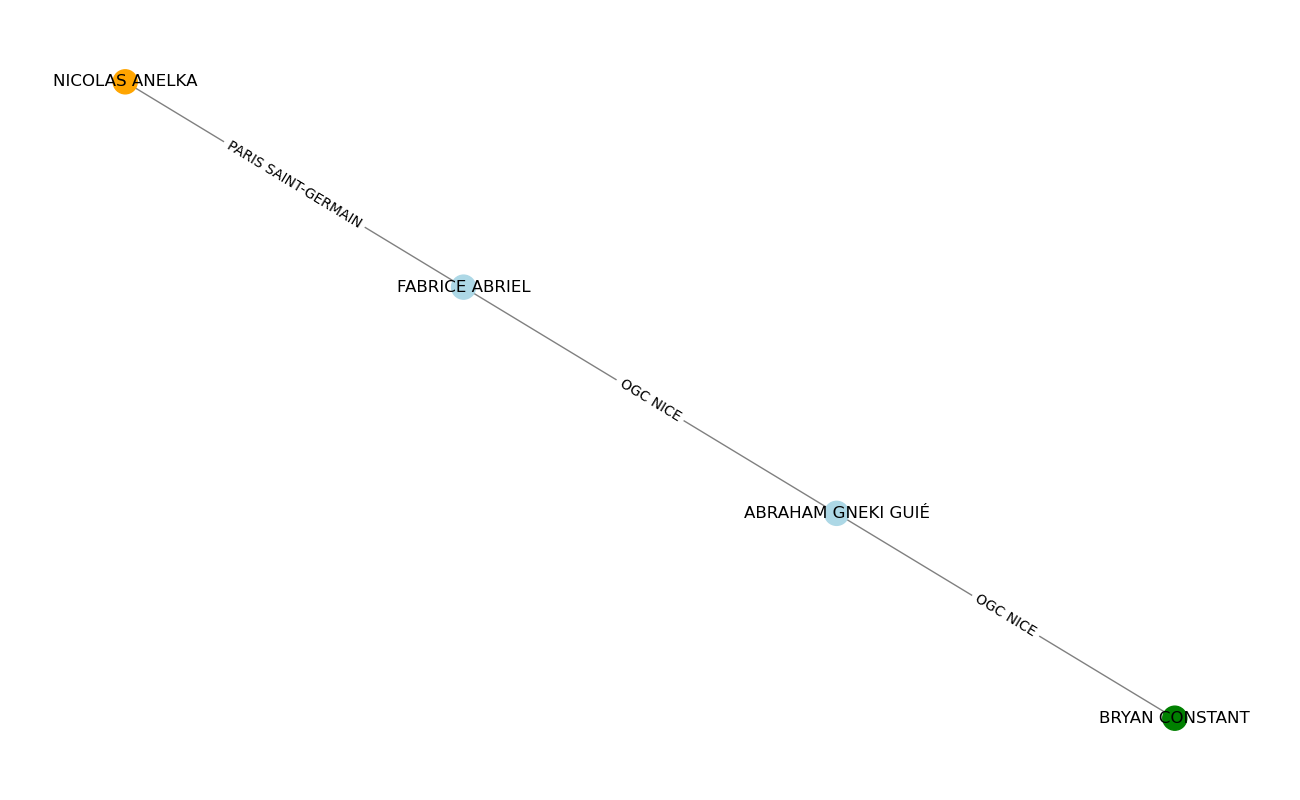 NICOLAS ANELKA
PARIS SAINT-GERMAIN
FABRICE ABRIEL
OGC NICE
ABRAHAM GNEKI GUIÉ
OGC NICE
BRYAN CONSTANT